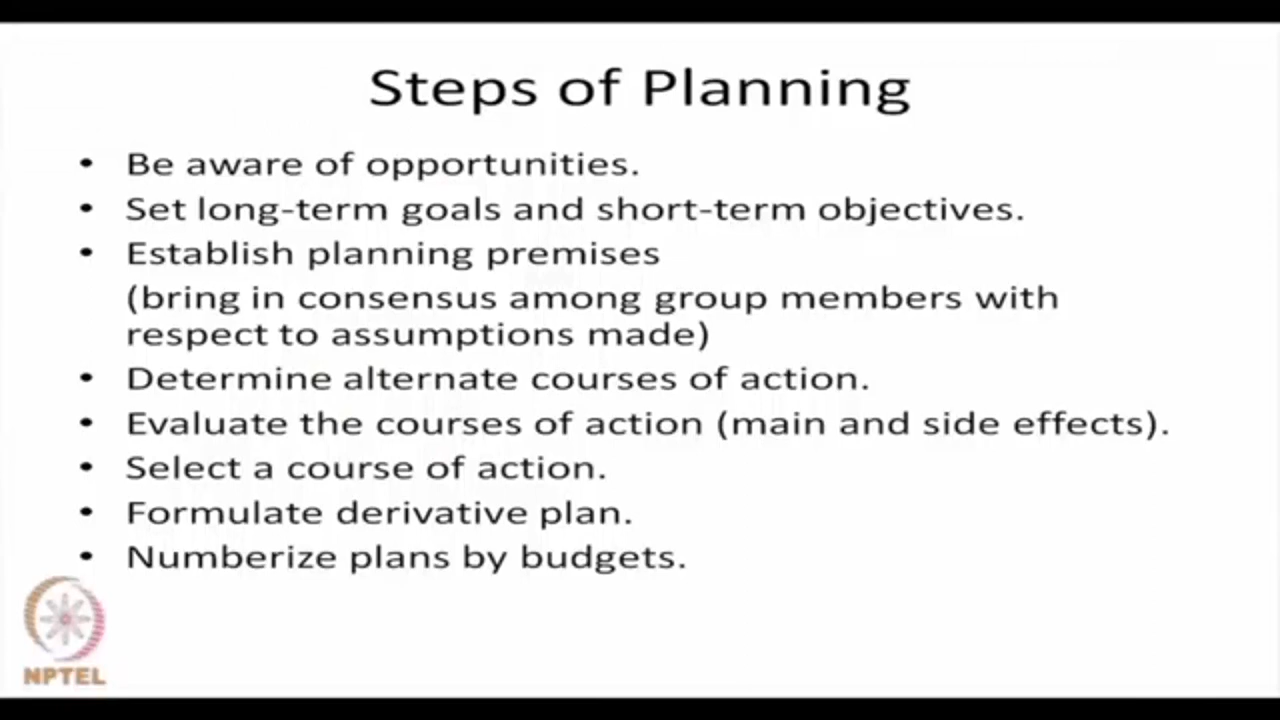 Steps of Planning
• Be aware of opportunities.
• Set long-term goals and short-term objectives.
• Establish planning premises
(bring in consensus among group members with
respect to assumptions made)
• Determine alternate courses of action.
• Evaluate the courses of action (main and side effects).
• Select a course of action.
• Formulate derivative plan.
• Numberize plans by budgets.
NPTEL